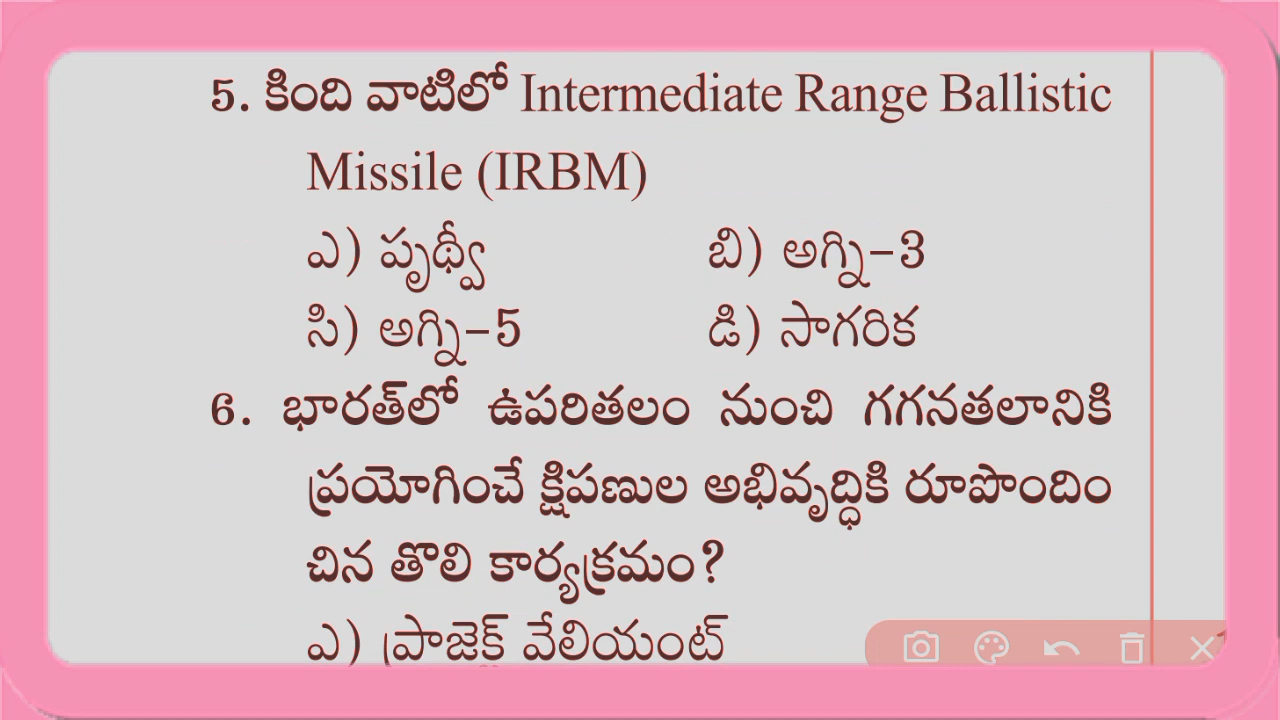 5. కింది వాటిలో Intermediate Range Ballistic
Missile (IRBM)
ఎ) పృథ్వీ బి) అగ్ని-3
సి) అగ్ని-5 డి) సాగరిక
6. భారత్‌లో ఉపరితలం నుంచి గగనతలానికి
ప్రయోగించే క్షిపణుల అభివృద్ధికి రూపొందిం
చిన తొలి కార్యక్రమం?
ఎ) ప్రాజెక్ట్ వేలియంట్